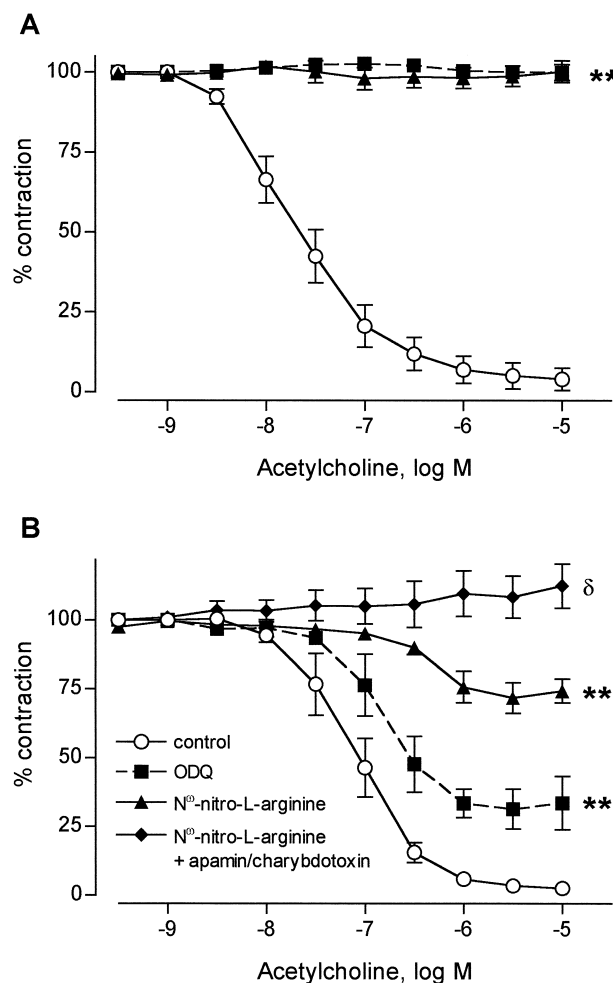 A
100
75
50
25
0
% contraction
**
-9 -8 -7 -6 -5
Acetylcholine, log M
B
100
75
50
25
0
% contraction
δ
**
**
control
ODQ
Nω-nitro-L-arginine
Nω-nitro-L-arginine
+ apamin/charybdotoxin
-9 -8 -7 -6 -5
Acetylcholine, log M